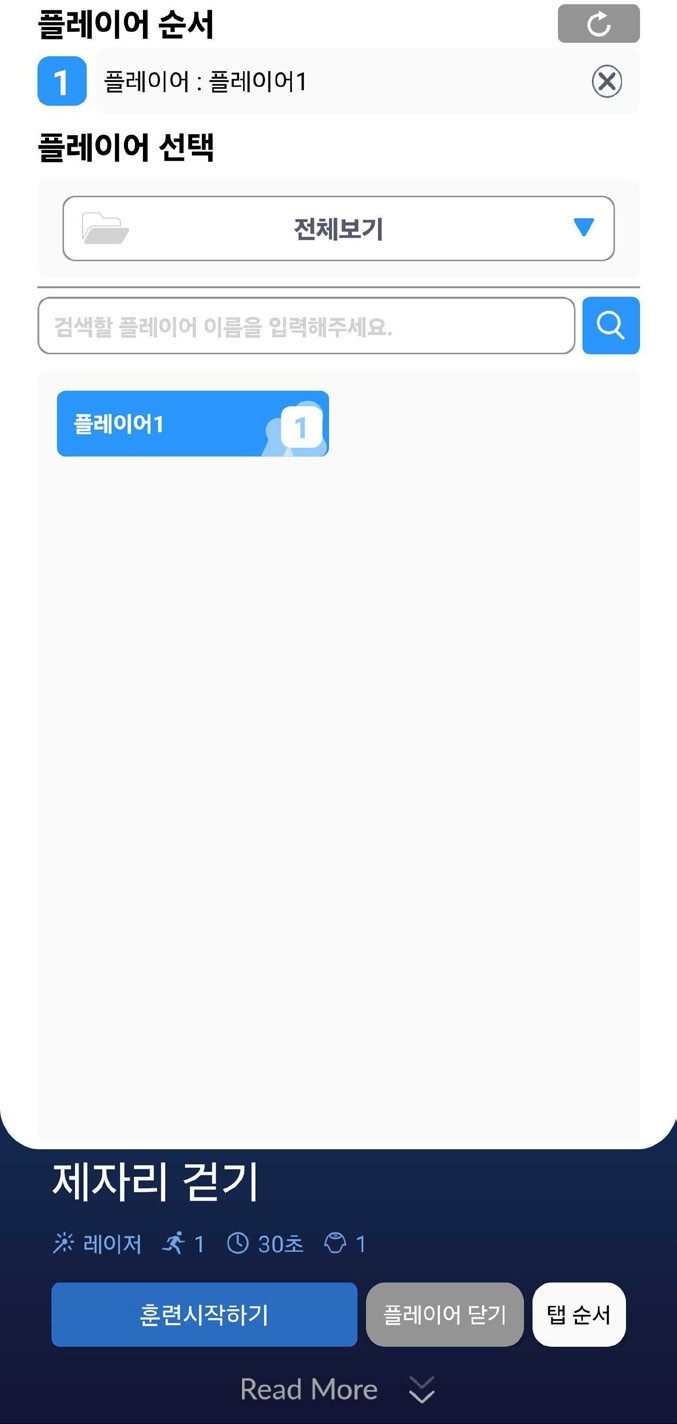 플레이어 순서
1 플레이어 : 플레이어1
플레이어 선택
전체보기
검색할 플레이어 이름을 입력해주세요.
플레이어1 1
제자리 걷기
레이저 1 30초 1
훈련시작하기 플레이어 닫기 탭 순서
Read More